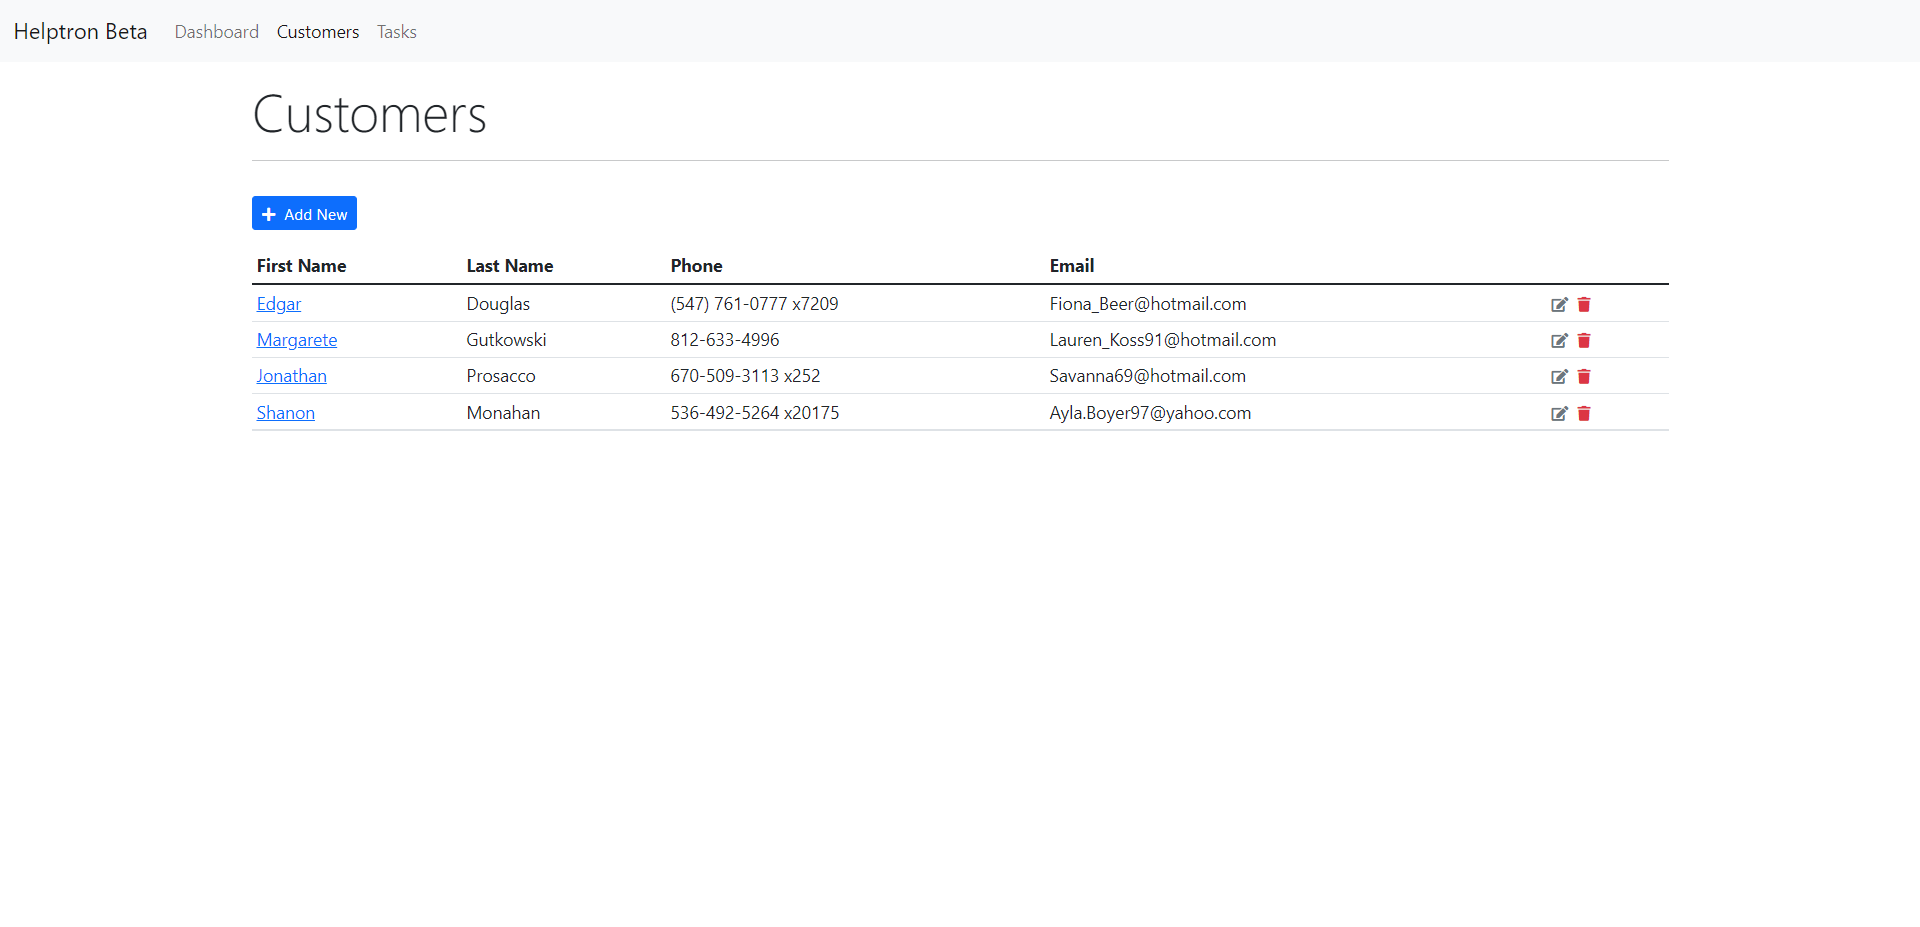 Helptron Beta Dashboard Customers Tasks
Customers
Add New
First Name Last Name Phone Email
Edgar Douglas (547) 761-0777 x7209 Fiona_Beer@hotmail.com
Margarete Gutkowski 812-633-4996 Lauren_Koss91@hotmail.com
Jonathan Prosacco 670-509-3113 x252 Savanna69@hotmail.com
Shanon Monahan 536-492-5264 x20175 Ayla.Boyer97@yahoo.com